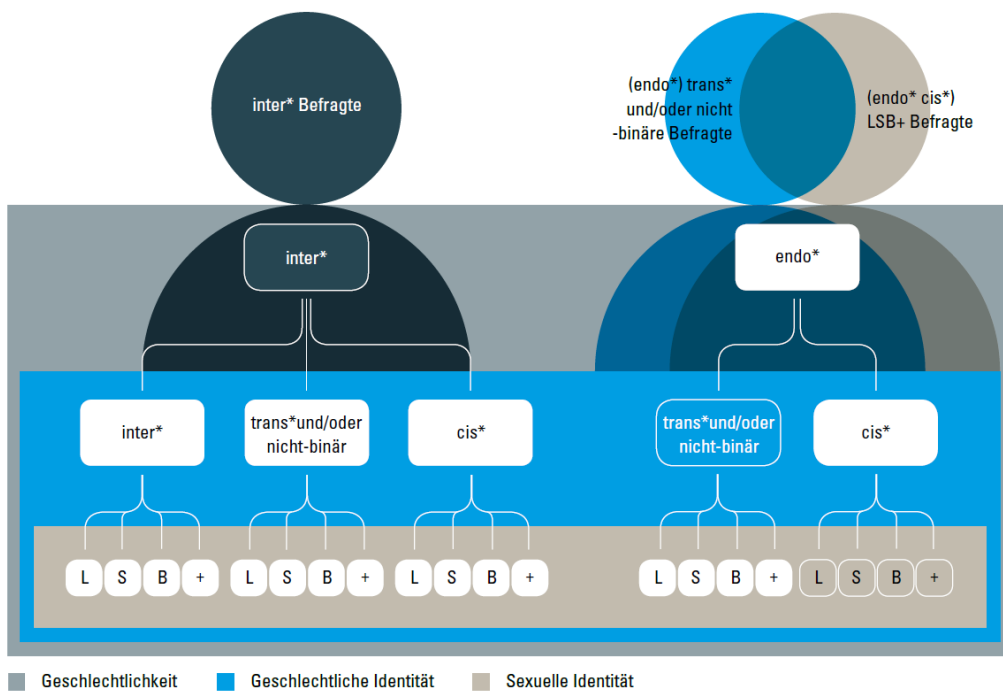 inter* Befragte
(endo*) trans*
und/oder nicht
-binäre Befragte
(endo* cis*)
LSB+ Befragte
inter*
endo*
inter*
trans*und/oder
nicht-binär
cis*
trans*und/oder
nicht-binär
cis*
L S B + L S B + L S B + L S B + L S B +
Geschlechtlichkeit Geschlechtliche Identität Sexuelle Identität